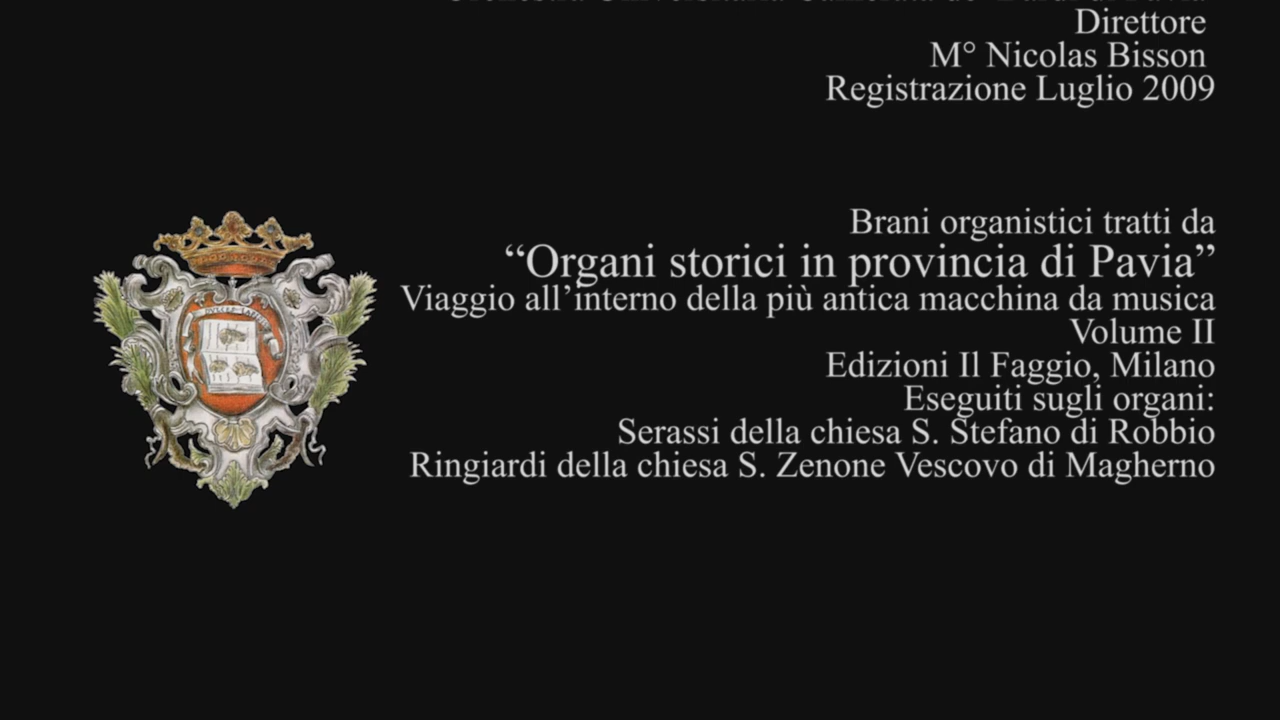 Direttore
M° Nicolas Bisson
Registrazione Luglio 2009
Brani organistici tratti da
“Organi storici in provincia di Pavia”
Viaggio all’interno della più antica macchina da musica
Volume II
Edizioni Il Faggio, Milano
Eseguiti sugli organi:
Serassi della chiesa S. Stefano di Robbio
Ringiardi della chiesa S. Zenone Vescovo di Magherno